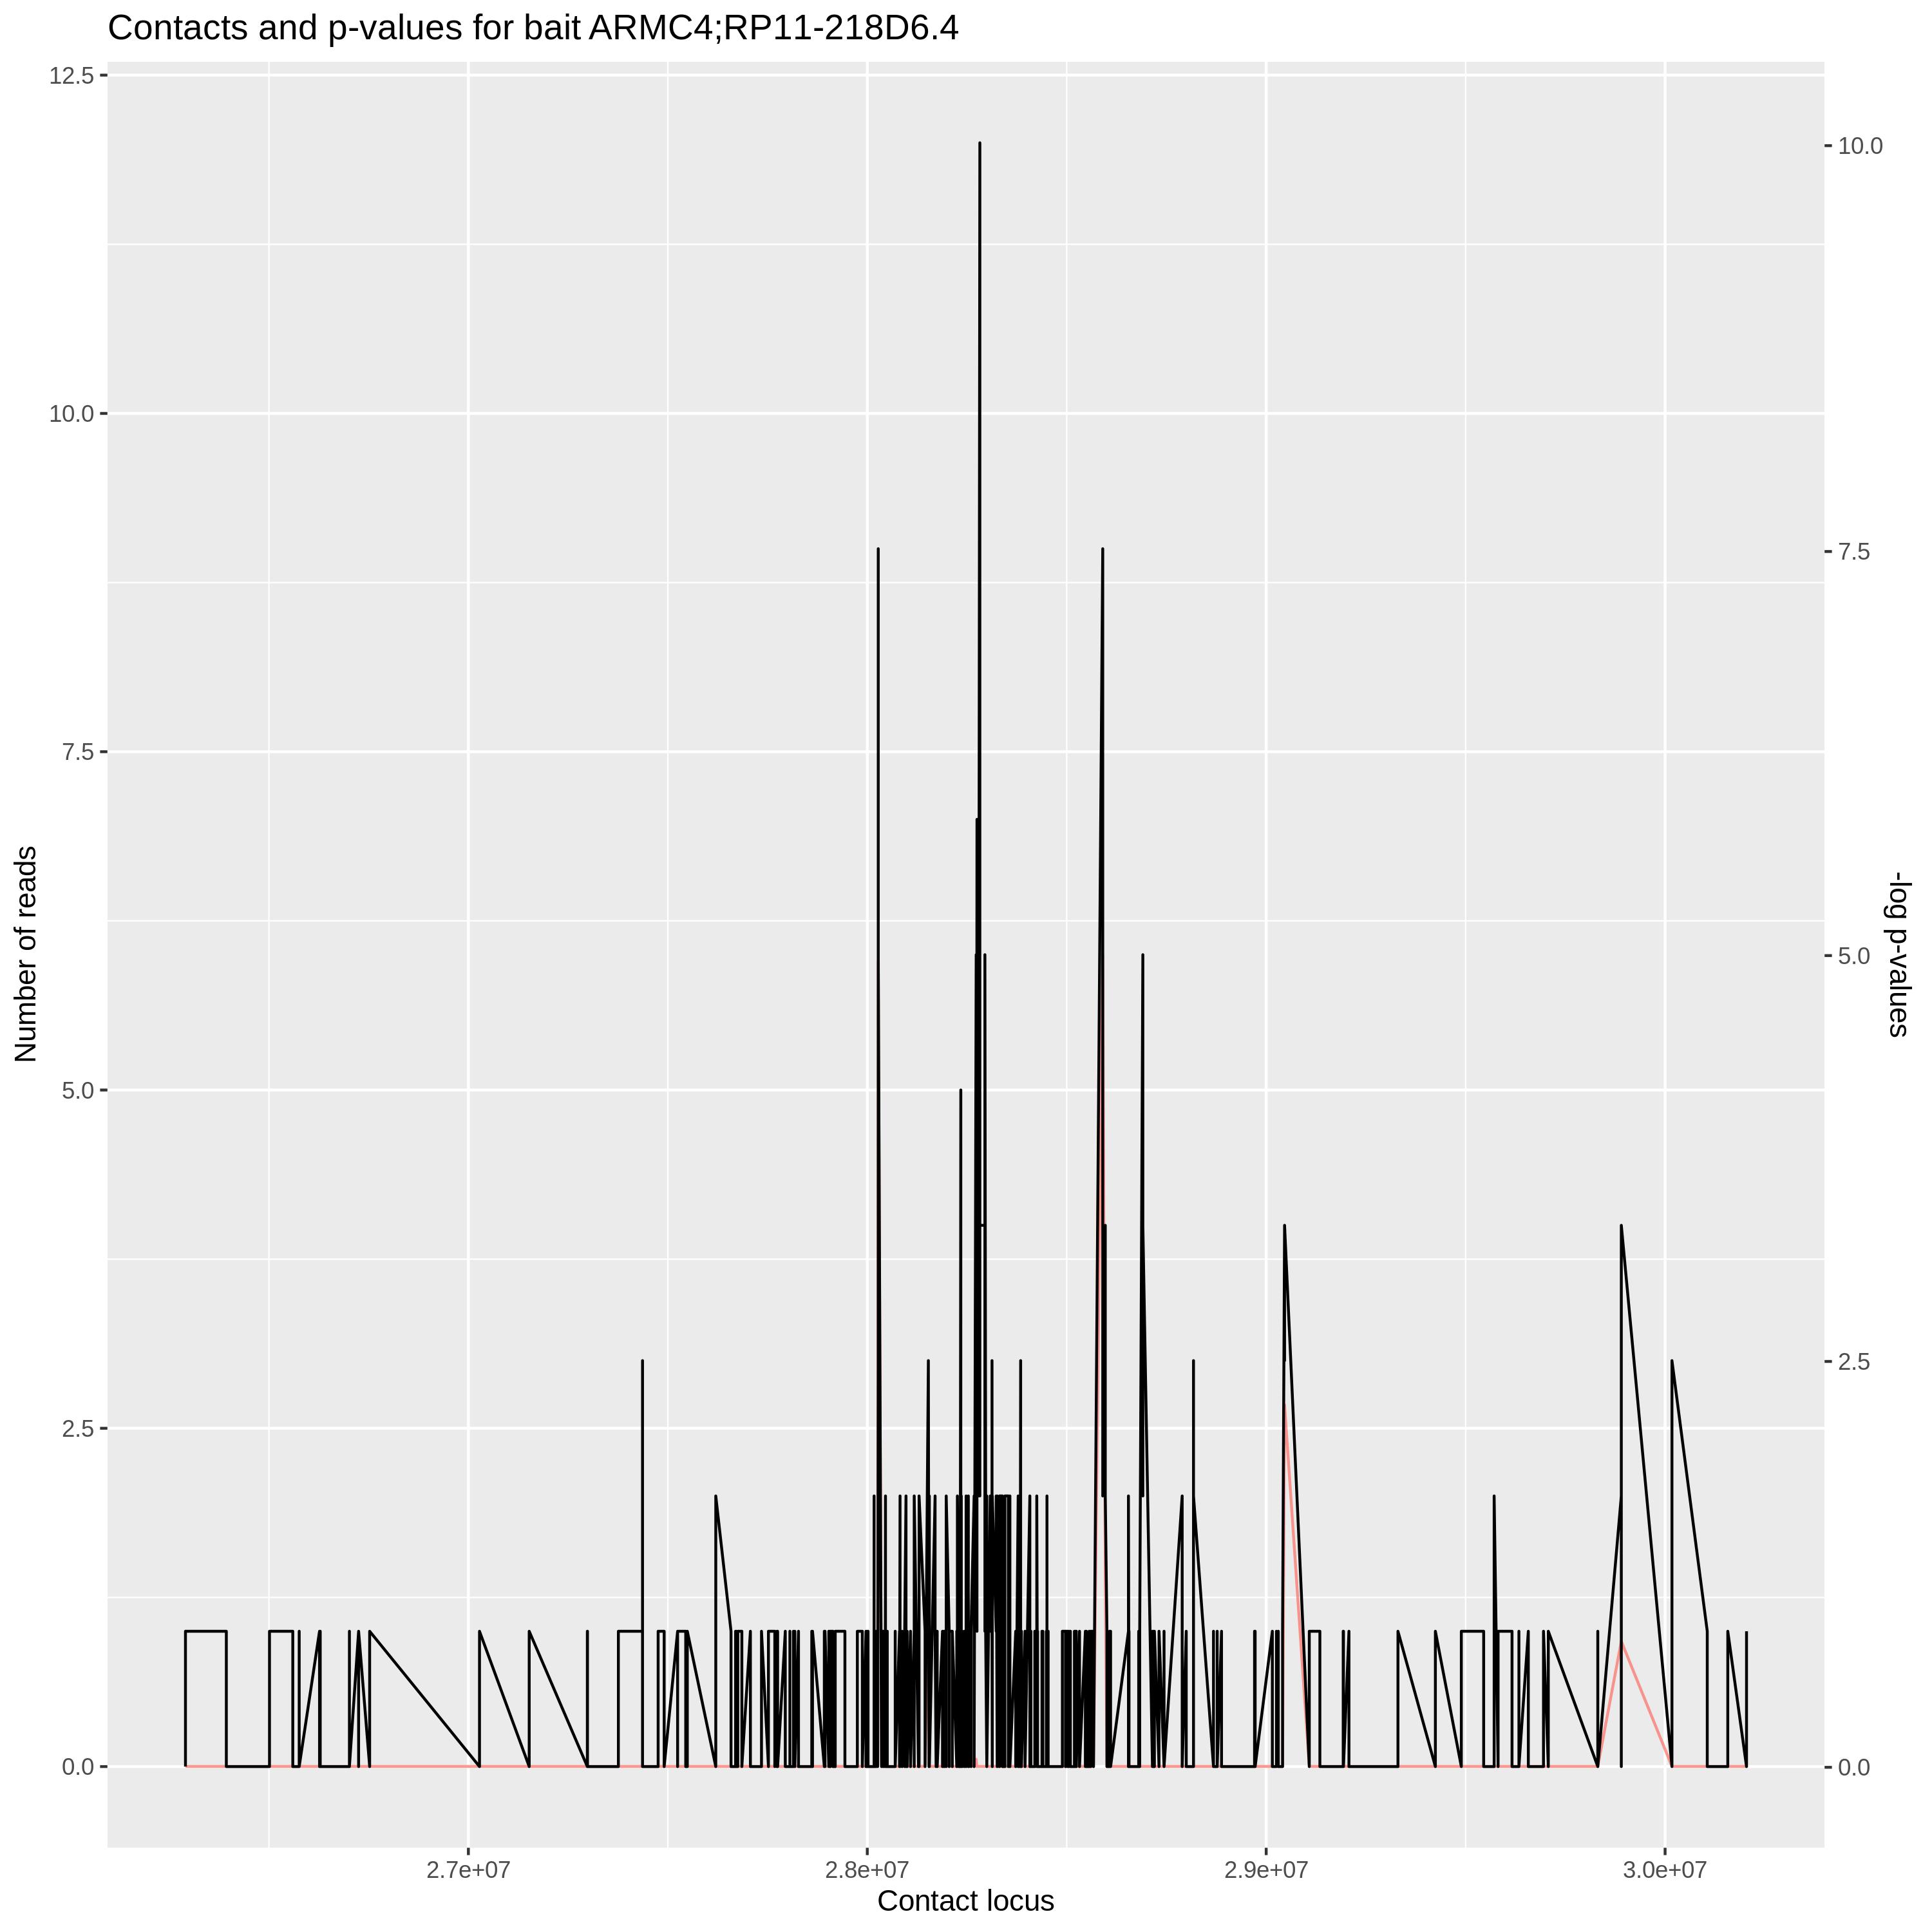 Contacts and p-values for bait ARMC4;RP11-218D6.4
12.5
10.0
7.5
5.0
2.5
0.0
Number of reads
10.0
7.5
5.0
2.5
0.0
-log p-values
2.7e+07
2.8e+07
2.9e+07
3.0e+07
Contact locus